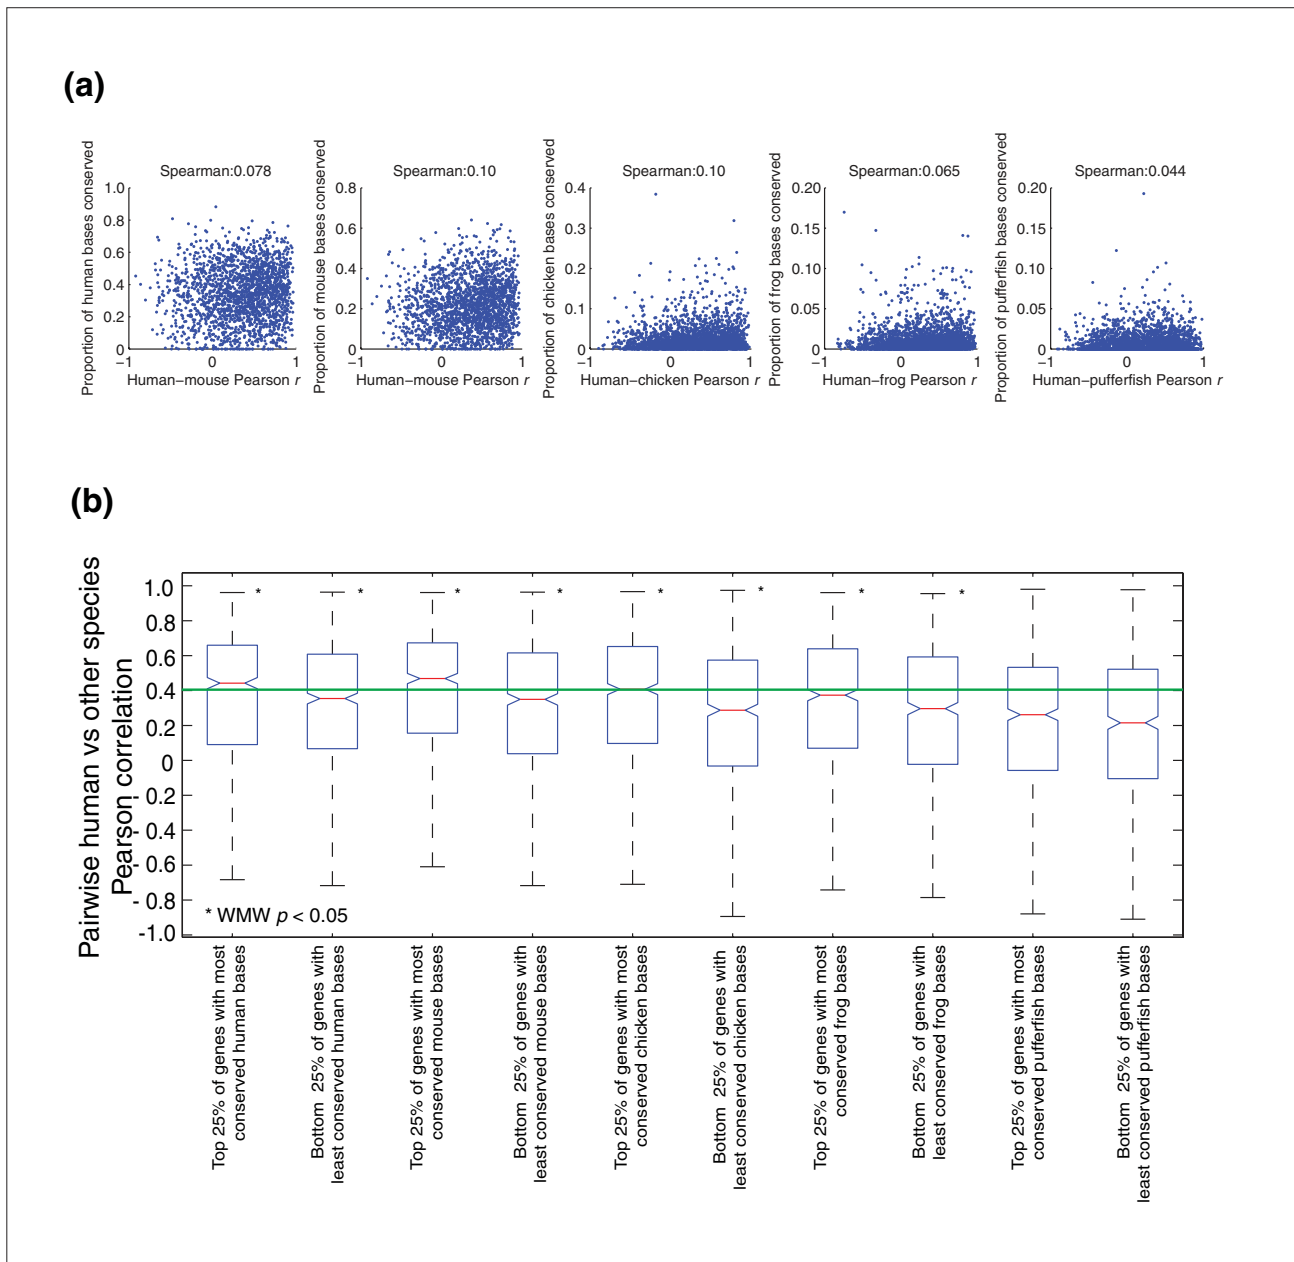 (a)
Spearman:0.078
Proportion of human bases conserved
1.0
0.8
0.6
0.4
0.2
0
−1
0
1
Human−mouse Pearson r
Spearman:0.10
Proportion of mouse bases conserved
0.8
0.6
0.4
0.2
0
−1
0
1
Human−mouse Pearson r
Spearman:0.10
Proportion of chicken bases conserved
0.4
0.3
0.2
0.1
0
−1
0
1
Human−chicken Pearson r
Spearman:0.065
Proportion of frog bases conserved
0.20
0.15
0.10
0.05
0
−1
0
1
Human−frog Pearson r
Spearman:0.044
Proportion of pufferfish bases conserved
0.20
0.15
0.10
0.05
0
−1
0
1
Human−pufferfish Pearson r
(b)
Pairwise human vs other species
Pearson correlation
1.0
0.8
0.6
0.4
0.2
0
- 0.2
- 0.4
- 0.6
- 0.8
-1.0
* * * * * * * *
* WMW p < 0.05
Top 25% of genes with most
conserved human bases
Bottom 25% of genes with
least conserved human bases
Top 25% of genes with most
conserved mouse bases
Bottom 25% of genes with
least conserved mouse bases
Top 25% of genes with most
conserved chicken bases
Bottom 25% of genes with
least conserved chicken bases
Top 25% of genes with most
conserved frog bases
Bottom 25% of genes with
least conserved frog bases
Top 25% of genes with most
conserved pufferfish bases
Bottom 25% of genes with
least conserved pufferfish bases